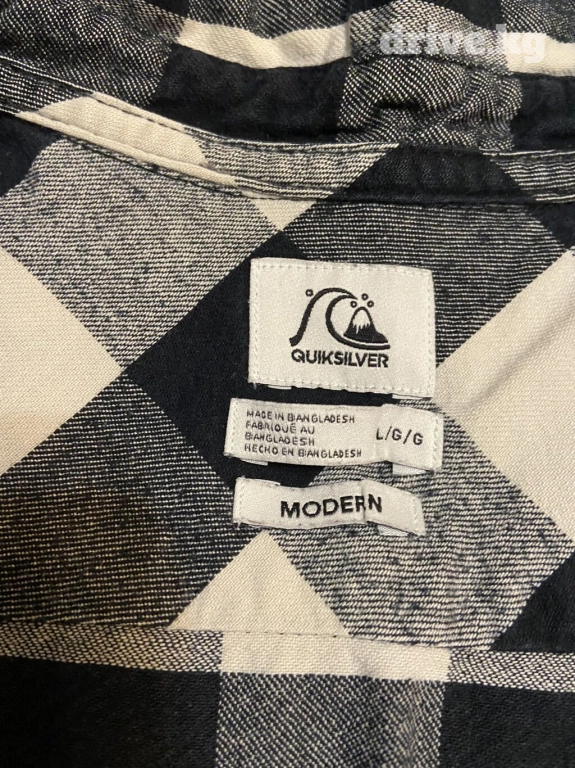 drive.kg
QUIKSILVER
MADE IN BANGLADESH
FABRIQUÉ AU
BANGLADESH
HECHO EN BANGLADESH
L/G/G
MODERN